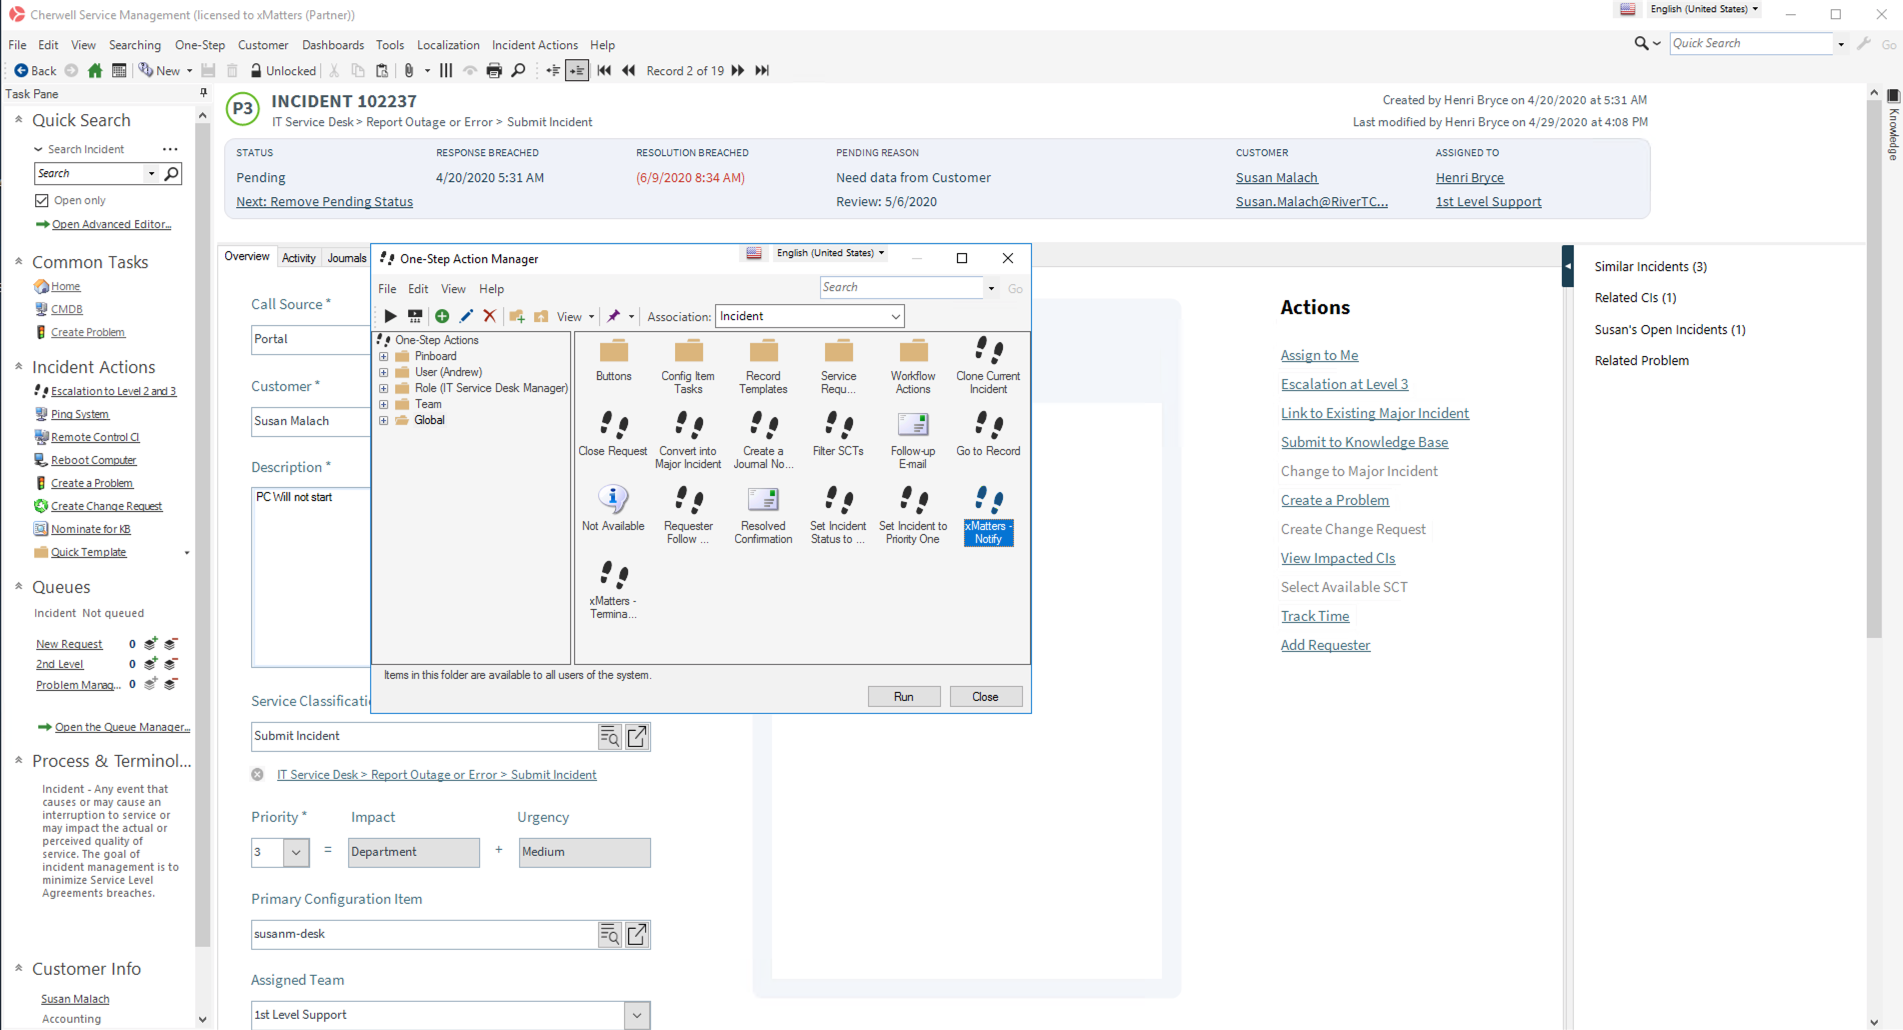 Cherwell Service Management (licensed to xMatters (Partner))
English (United States)
File Edit View Searching One-Step Customer Dashboards Tools Localization Incident Actions Help
Quick Search
Go
Back New Unlocked Record 2 of 19
Task Pane
Quick Search
Search Incident ...
Search
Open only
Open Advanced Editor...
Common Tasks
Home
CMDB
Create Problem
Incident Actions
Escalation to Level 2 and 3
Ping System
Remote Control CI
Reboot Computer
Create a Problem
Create Change Request
Nominate for KB
Quick Template
Queues
Incident Not queued
New Request 0
2nd Level 0
Problem Manag... 0
Open the Queue Manager...
Process & Terminol...
Incident - Any event that
causes or may cause an
interruption to service or
may impact the actual or
perceived quality of
service. The goal of
incident management is to
minimize Service Level
Agreements breaches.
Customer Info
Susan Malach
Accounting
P3
INCIDENT 102237
IT Service Desk > Report Outage or Error > Submit Incident
Created by Henri Bryce on 4/20/2020 at 5:31 AM
Last modified by Henri Bryce on 4/29/2020 at 4:08 PM
STATUS RESPONSE BREACHED RESOLUTION BREACHED PENDING REASON CUSTOMER ASSIGNED TO
Pending 4/20/2020 5:31 AM (6/9/2020 8:34 AM) Need data from Customer Susan Malach Henri Bryce
Next: Remove Pending Status Review: 5/6/2020 Susan.Malach@RiverTC... 1st Level Support
Overview Activity Journals
Call Source *
Portal
Customer *
Susan Malach
Description *
PC Will not start
One-Step Action Manager
English (United States)
File Edit View Help
Search
Go
View Association: Incident
One-Step Actions
Pinboard
User (Andrew)
Role (IT Service Desk Manager)
Team
Global
Buttons
Config Item
Tasks
Record
Templates
Service
Requ...
Workflow
Actions
Clone Current
Incident
Close Request
Convert into
Major Incident
Create a
Journal No...
Filter SCTs
Follow-up
E-mail
Go to Record
Not Available
Requester
Follow ...
Resolved
Confirmation
Set Incident
Status to ...
Set Incident to
Priority One
xMatters -
Notify
xMatters -
Termina...
Items in this folder are available to all users of the system.
Run Close
Service Classificati
Submit Incident
IT Service Desk > Report Outage or Error > Submit Incident
Priority * Impact Urgency
3 = Department + Medium
Primary Configuration Item
susanm-desk
Assigned Team
1st Level Support
Actions
Assign to Me
Escalation at Level 3
Link to Existing Major Incident
Submit to Knowledge Base
Change to Major Incident
Create a Problem
Create Change Request
View Impacted CIs
Select Available SCT
Track Time
Add Requester
Similar Incidents (3)
Related CIs (1)
Susan's Open Incidents (1)
Related Problem
Knowledge